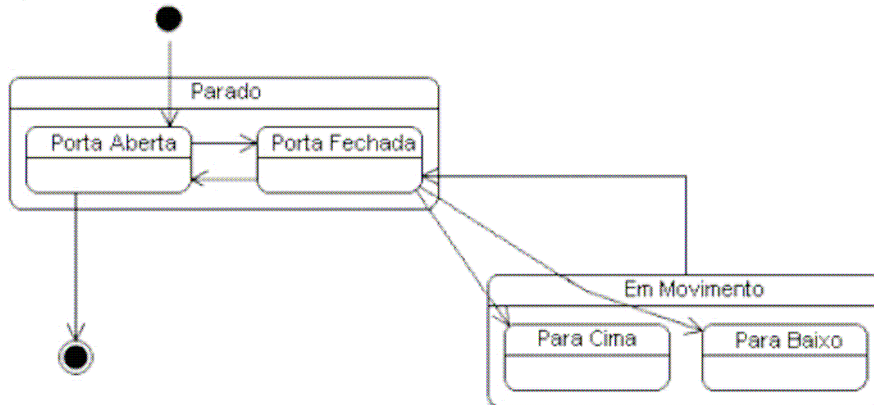 Parado
Porta Aberta
Porta Fechada
Em Movimento
Para Cima
Para Baixo